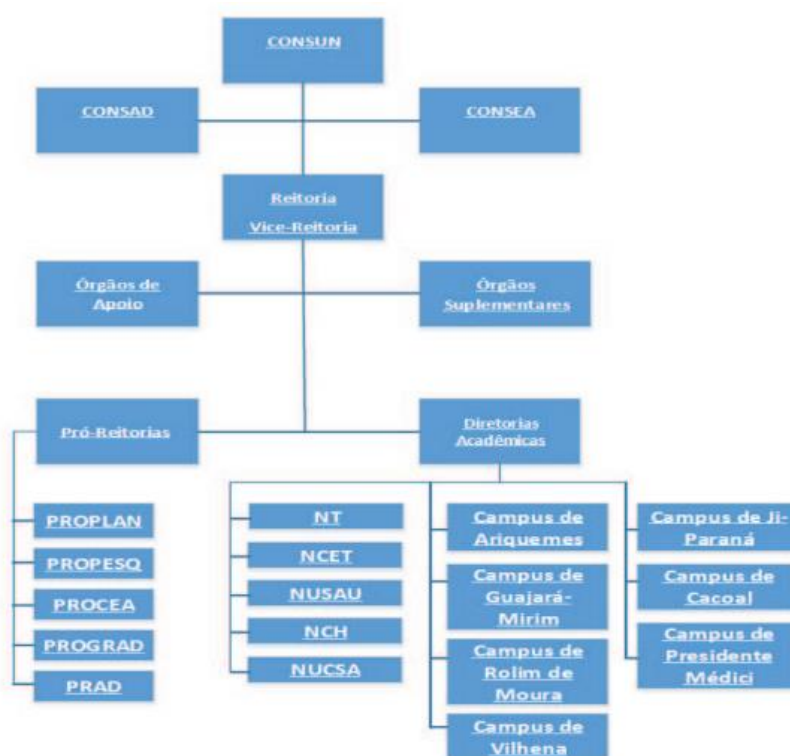 CONSUN
CONSAD
CONSEA
Reitoria
Vice-Reitoria
Órgãos de
Apoio
Órgãos
Suplementares
Pró-Reitorias
Diretorias
Acadêmicas
PROPLAN
PROPESQ
PROCEA
PROGRAD
PRAD
NT
NCET
NUSAU
NCH
NUCSA
Campus de
Ariquemes
Campus de
Guajará-
Mirim
Campus de
Rolim de
Moura
Campus de
Vilhena
Campus de Ji-
Paraná
Campus de
Cacoal
Campus de
Presidente
Médici